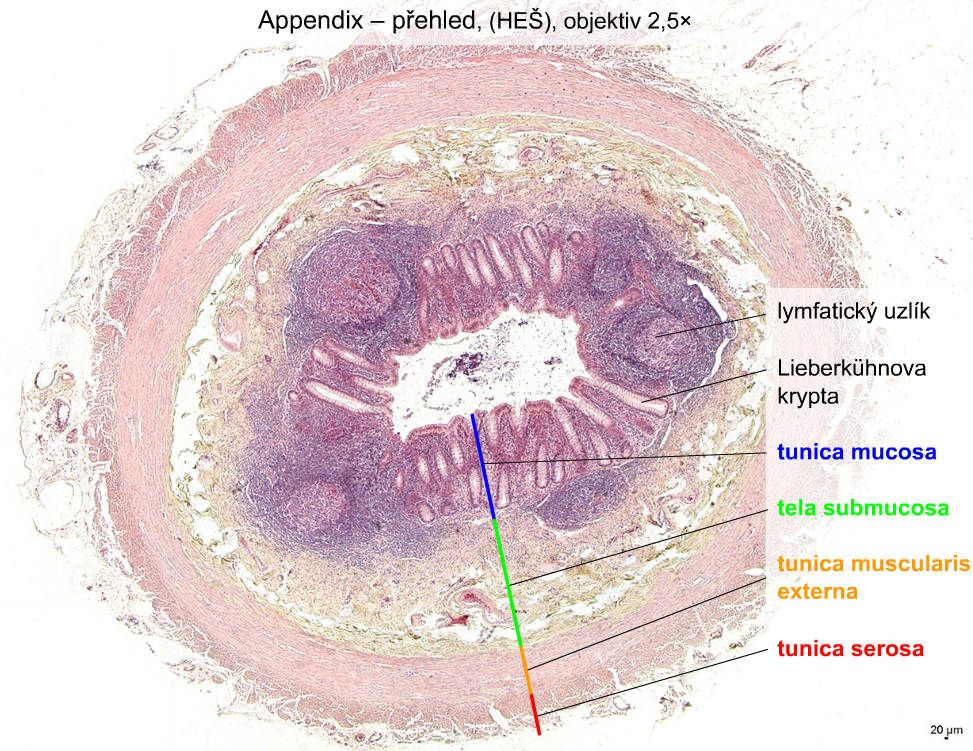 Appendix – přehled, (HEŠ), objektiv 2,5×
lymfatický uzlík
Lieberkühnova
krypta
tunica mucosa
tela submucosa
tunica muscularis
externa
tunica serosa
20 µm